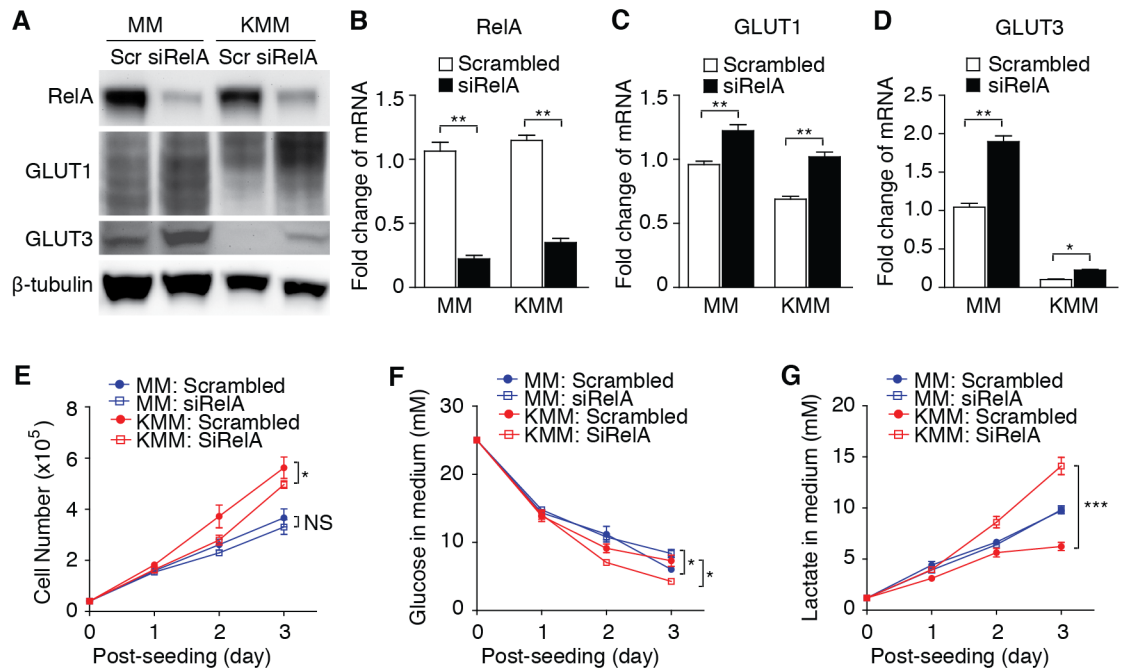 A
MM KMM
Scr siRelA Scr siRelA
RelA
GLUT1
GLUT3
β-tubulin
B
RelA
Scrambled
siRelA
Fold change of mRNA
1.5
1.0
0.5
0
** **
MM KMM
C
GLUT1
Scrambled
siRelA
Fold change of mRNA
1.5
1.0
0.5
0
** **
MM KMM
D
GLUT3
Scrambled
siRelA
Fold change of mRNA
2.5
2.0
1.5
1.0
0.5
0
** *
MM KMM
E
MM: Scrambled
MM: siRelA
KMM: Scrambled
KMM: SiRelA
Cell Number (x10⁵)
8
6
4
2
0
*
NS
0 1 2 3
Post-seeding (day)
F
MM: Scrambled
MM: siRelA
KMM: Scrambled
KMM: SiRelA
Glucose in medium (mM)
30
20
10
0
* *
0 1 2 3
Post-seeding (day)
G
MM: Scrambled
MM: siRelA
KMM: Scrambled
KMM: SiRelA
Lactate in medium (mM)
20
15
10
5
0
***
0 1 2 3
Post-seeding (day)